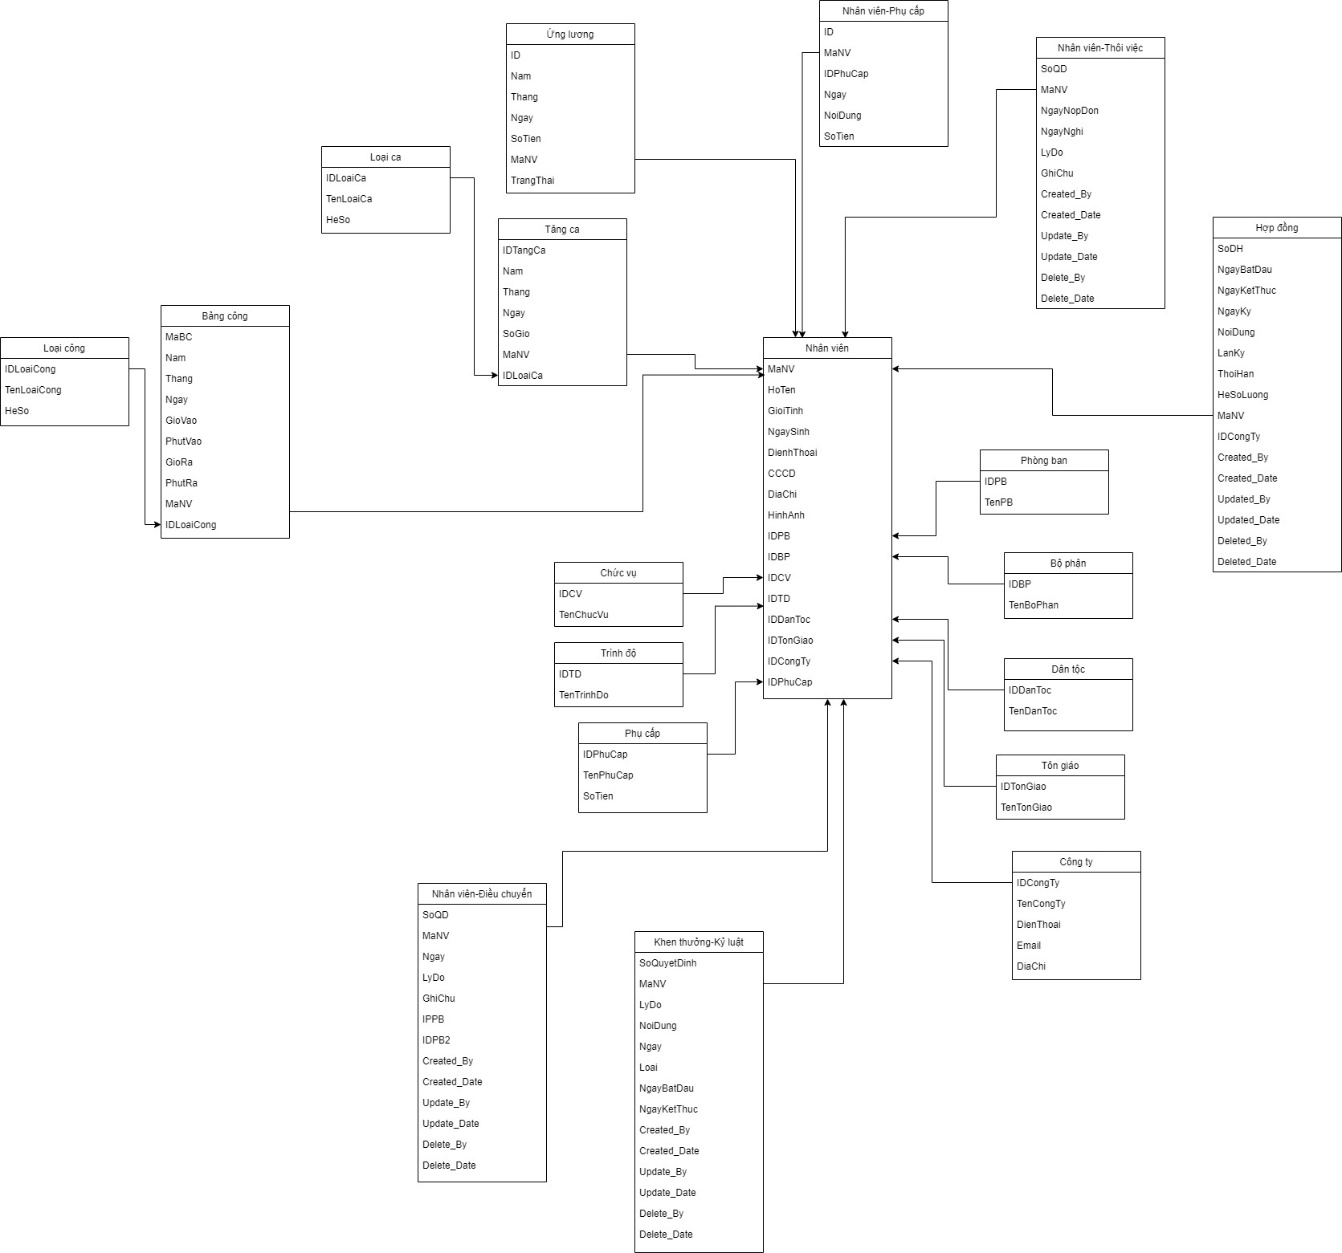 Nhân viên-Phụ cấp
ID
MaNV
IDPhuCap
Ngay
NoiDung
SoTien
Ứng lương
ID
Nam
Thang
Ngay
SoTien
MaNV
TrangThai
Nhân viên-Thôi việc
SoQD
MaNV
NgayNopDon
NgayNghi
LyDo
GhiChu
Created_By
Created_Date
Update_By
Update_Date
Delete_By
Delete_Date
Loại ca
IDLoaiCa
TenLoaiCa
HeSo
Tăng ca
IDTangCa
Nam
Thang
Ngay
SoGio
MaNV
IDLoaiCa
Hợp đồng
SoDH
NgayBatDau
NgayKetThuc
NgayKy
NoiDung
LanKy
ThoiHan
HeSoLuong
MaNV
IDCongTy
Created_By
Created_Date
Updated_By
Updated_Date
Deleted_By
Deleted_Date
Bảng công
MaBC
Nam
Thang
Ngay
GioVao
PhutVao
GioRa
PhutRa
MaNV
IDLoaiCong
Loại công
IDLoaiCong
TenLoaiCong
HeSo
Nhân viên
MaNV
HoTen
GioiTinh
NgaySinh
DienhThoai
CCCD
DiaChi
HinhAnh
IDPB
IDBP
IDCV
IDTD
IDDanToc
IDTonGiao
IDCongTy
IDPhuCap
Phòng ban
IDPB
TenPB
Bộ phận
IDBP
TenBoPhan
Chức vụ
IDCV
TenChucVu
Trình độ
IDTD
TenTrinhDo
Dân tộc
IDDanToc
TenDanToc
Phụ cấp
IDPhuCap
TenPhuCap
SoTien
Tôn giáo
IDTonGiao
TenTonGiao
Công ty
IDCongTy
TenCongTy
DienThoai
Email
DiaChi
Nhân viên-Điều chuyển
SoQD
MaNV
Ngay
LyDo
GhiChu
IPPB
IDPB2
Created_By
Created_Date
Update_By
Update_Date
Delete_By
Delete_Date
Khen thưởng-Kỷ luật
SoQuyetDinh
MaNV
LyDo
NoiDung
Ngay
Loai
NgayBatDau
NgayKetThuc
Created_By
Created_Date
Update_By
Update_Date
Delete_By
Delete_Date